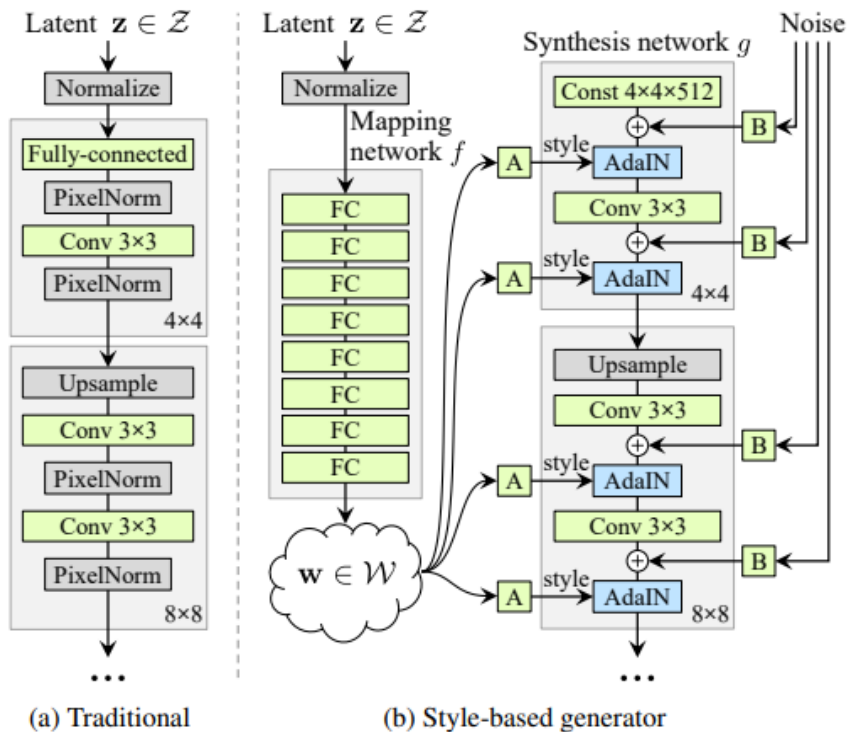 Latent z ∈ Z
Normalize
Fully-connected
PixelNorm
Conv 3×3
PixelNorm
4×4
Upsample
Conv 3×3
PixelNorm
Conv 3×3
PixelNorm
8×8
...
(a) Traditional
Latent z ∈ Z
Normalize
Mapping
network f
FC
FC
FC
FC
FC
FC
FC
FC
w ∈ W
A
style
A
style
A
style
A
style
Synthesis network g
Noise
Const 4×4×512
B
AdaIN
Conv 3×3
B
AdaIN
4×4
Upsample
Conv 3×3
B
AdaIN
Conv 3×3
B
AdaIN
8×8
...
(b) Style-based generator